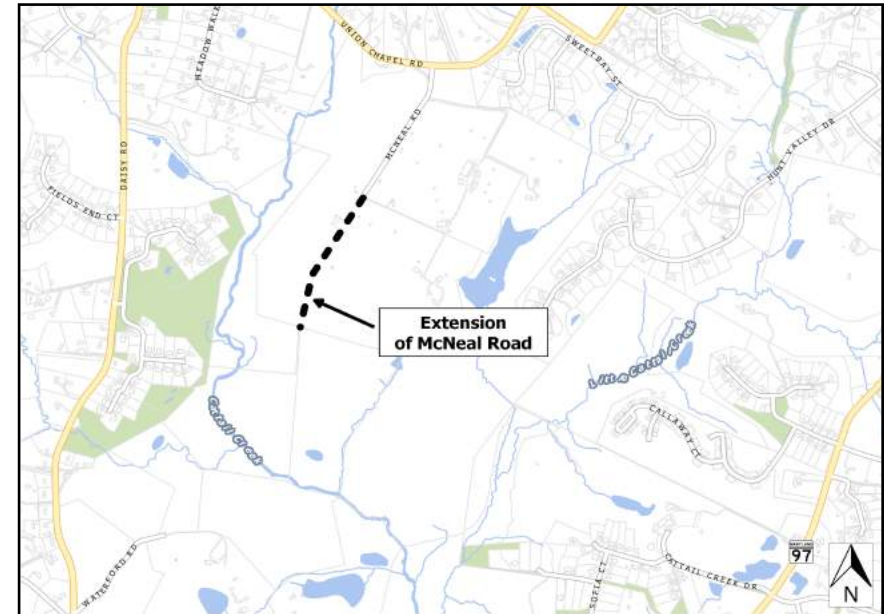 MEADOW WALK
UNION CHAPEL RD
SWEETBAY ST
MCNEAL RD
HUNT VALLEY DR
DAISY RD
FIELDS END CT
Extension
of McNeal Road
Little Cattail Creek
Cattail Creek
CALLAWAY CT
MARYLAND
97
WATERFORD RD
SOFIA CT
CATTAIL CREEK DR
N